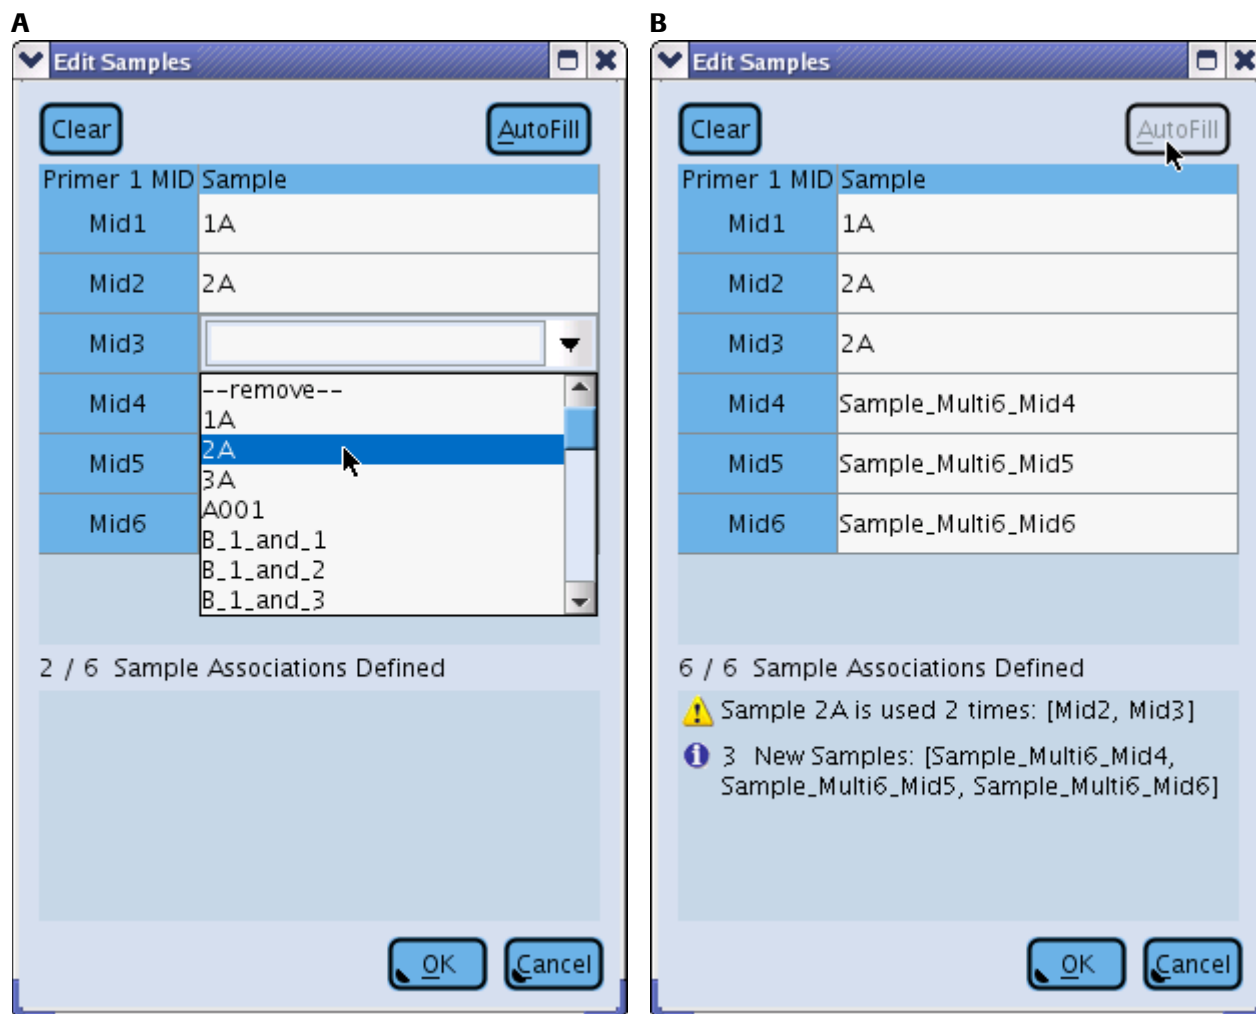 A
Edit Samples
Clear
AutoFill
Primer 1 MID Sample
Mid1 1A
Mid2 2A
Mid3
Mid4
Mid5
Mid6
--remove--
1A
2A
3A
A001
B_1_and_1
B_1_and_2
B_1_and_3
2 / 6 Sample Associations Defined
OK
Cancel
B
Edit Samples
Clear
AutoFill
Primer 1 MID Sample
Mid1 1A
Mid2 2A
Mid3 2A
Mid4 Sample_Multi6_Mid4
Mid5 Sample_Multi6_Mid5
Mid6 Sample_Multi6_Mid6
6 / 6 Sample Associations Defined
Sample 2A is used 2 times: [Mid2, Mid3]
3 New Samples: [Sample_Multi6_Mid4,
Sample_Multi6_Mid5, Sample_Multi6_Mid6]
OK
Cancel